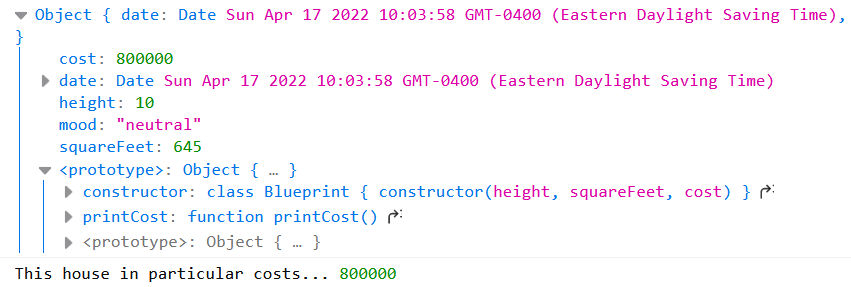 Object { date: Date Sun Apr 17 2022 10:03:58 GMT-0400 (Eastern Daylight Saving Time),
}
cost: 800000
date: Date Sun Apr 17 2022 10:03:58 GMT-0400 (Eastern Daylight Saving Time)
height: 10
mood: "neutral"
squareFeet: 645
<prototype>: Object { … }
constructor: class Blueprint { constructor(height, squareFeet, cost) }
printCost: function printCost()
<prototype>: Object { … }
This house in particular costs... 800000